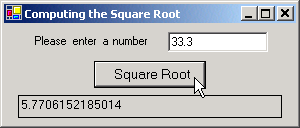 Computing the Square Root
Please enter a number 33.3
Square Root
5.7706152185014